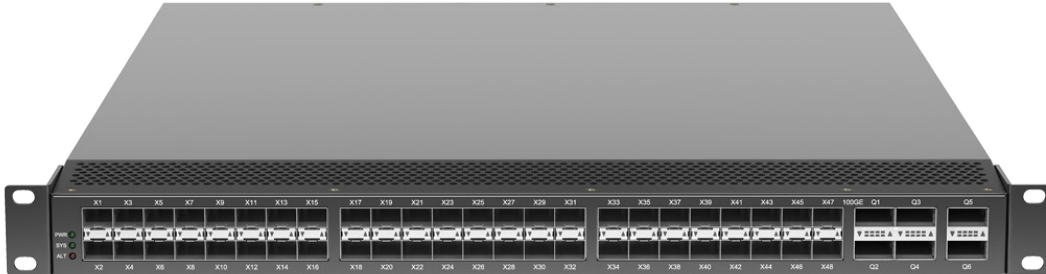 X1 X3 X5 X7 X9 X11 X13 X15 X17 X19 X21 X23 X25 X27 X29 X31 X33 X35 X37 X39 X41 X43 X45 X47 100GE Q1 Q3 Q5
PWR
SYS
ALT
X2 X4 X6 X8 X10 X12 X14 X16 X18 X20 X22 X24 X26 X28 X30 X32 X34 X36 X38 X40 X42 X44 X46 X48 Q2 Q4 Q6